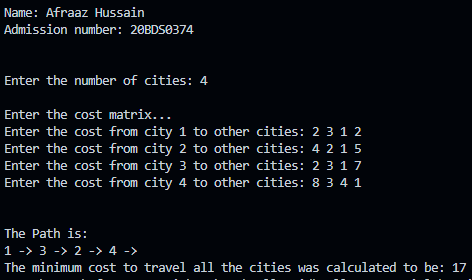 Name: Afraaz Hussain
Admission number: 20BDS0374
Enter the number of cities: 4
Enter the cost matrix...
Enter the cost from city 1 to other cities: 2 3 1 2
Enter the cost from city 2 to other cities: 4 2 1 5
Enter the cost from city 3 to other cities: 2 3 1 7
Enter the cost from city 4 to other cities: 8 3 4 1
The Path is:
1 -> 3 -> 2 -> 4 ->
The minimum cost to travel all the cities was calculated to be: 17